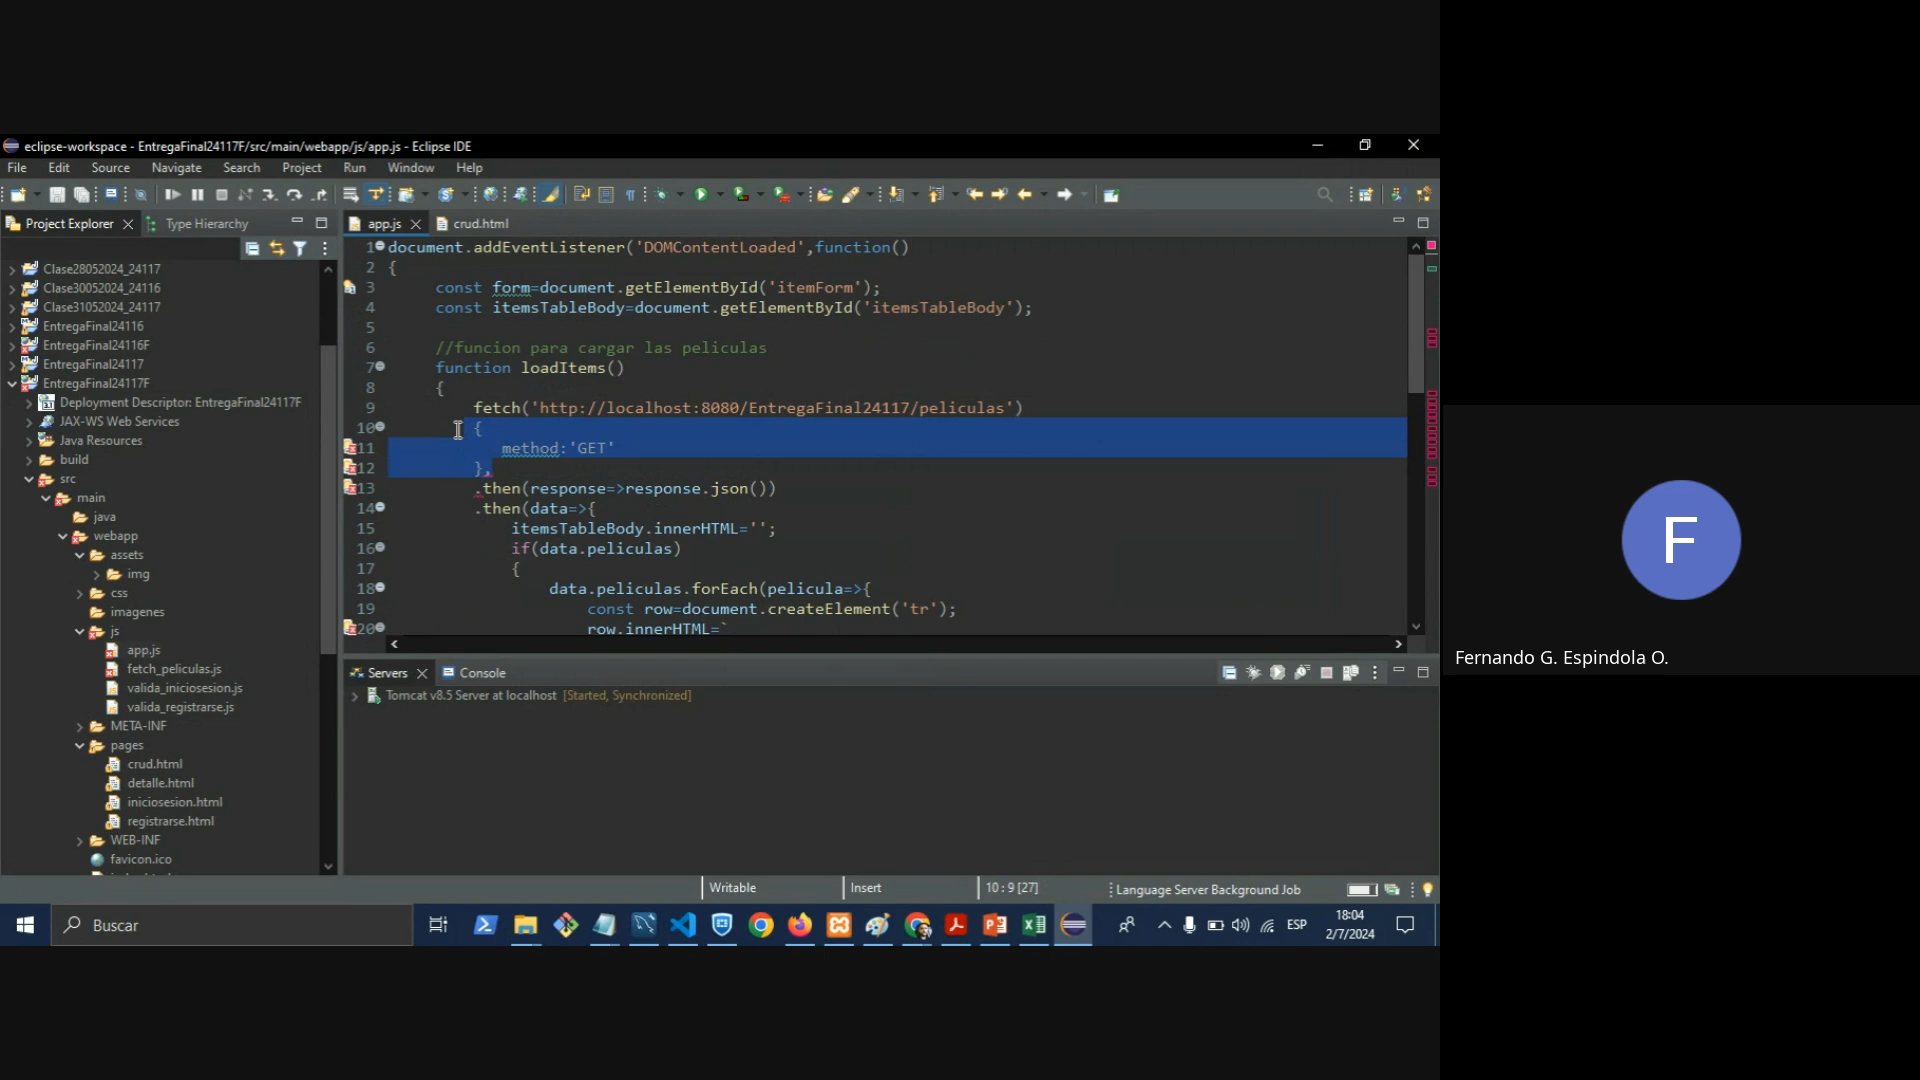 eclipse-workspace - EntregaFinal24117F/src/main/webapp/js/app.js - Eclipse IDE
File Edit Source Navigate Search Project Run Window Help
Project Explorer Type Hierarchy
app.js crud.html
Clase28052024_24117
Clase30052024_24116
Clase31052024_24117
EntregaFinal24116
EntregaFinal24116F
EntregaFinal24117
EntregaFinal24117F
Deployment Descriptor: EntregaFinal24117F
JAX-WS Web Services
Java Resources
build
src
main
java
webapp
assets
img
css
imagenes
js
app.js
fetch_peliculas.js
valida_iniciosesion.js
valida_registrarse.js
META-INF
pages
crud.html
detalle.html
iniciosesion.html
registrarse.html
WEB-INF
favicon.ico
1 document.addEventListener('DOMContentLoaded',function()
2 {
3 const form=document.getElementById('itemForm');
4 const itemsTableBody=document.getElementById('itemsTableBody');
5
6 //funcion para cargar las peliculas
7 function loadItems()
8 {
9 fetch('http://localhost:8080/EntregaFinal24117/peliculas')
10 {
11 method:'GET'
12 },
13 .then(response=>response.json())
14 .then(data=>{
15 itemsTableBody.innerHTML='';
16 if(data.peliculas)
17 {
18 data.peliculas.forEach(pelicula=>{
19 const row=document.createElement('tr');
20 row.innerHTML=`
Servers Console
Tomcat v8.5 Server at localhost [Started, Synchronized]
Writable Insert 10 : 9 [27] Language Server Background Job
Buscar
ESP
18:04
2/7/2024
F
Fernando G. Espindola O.